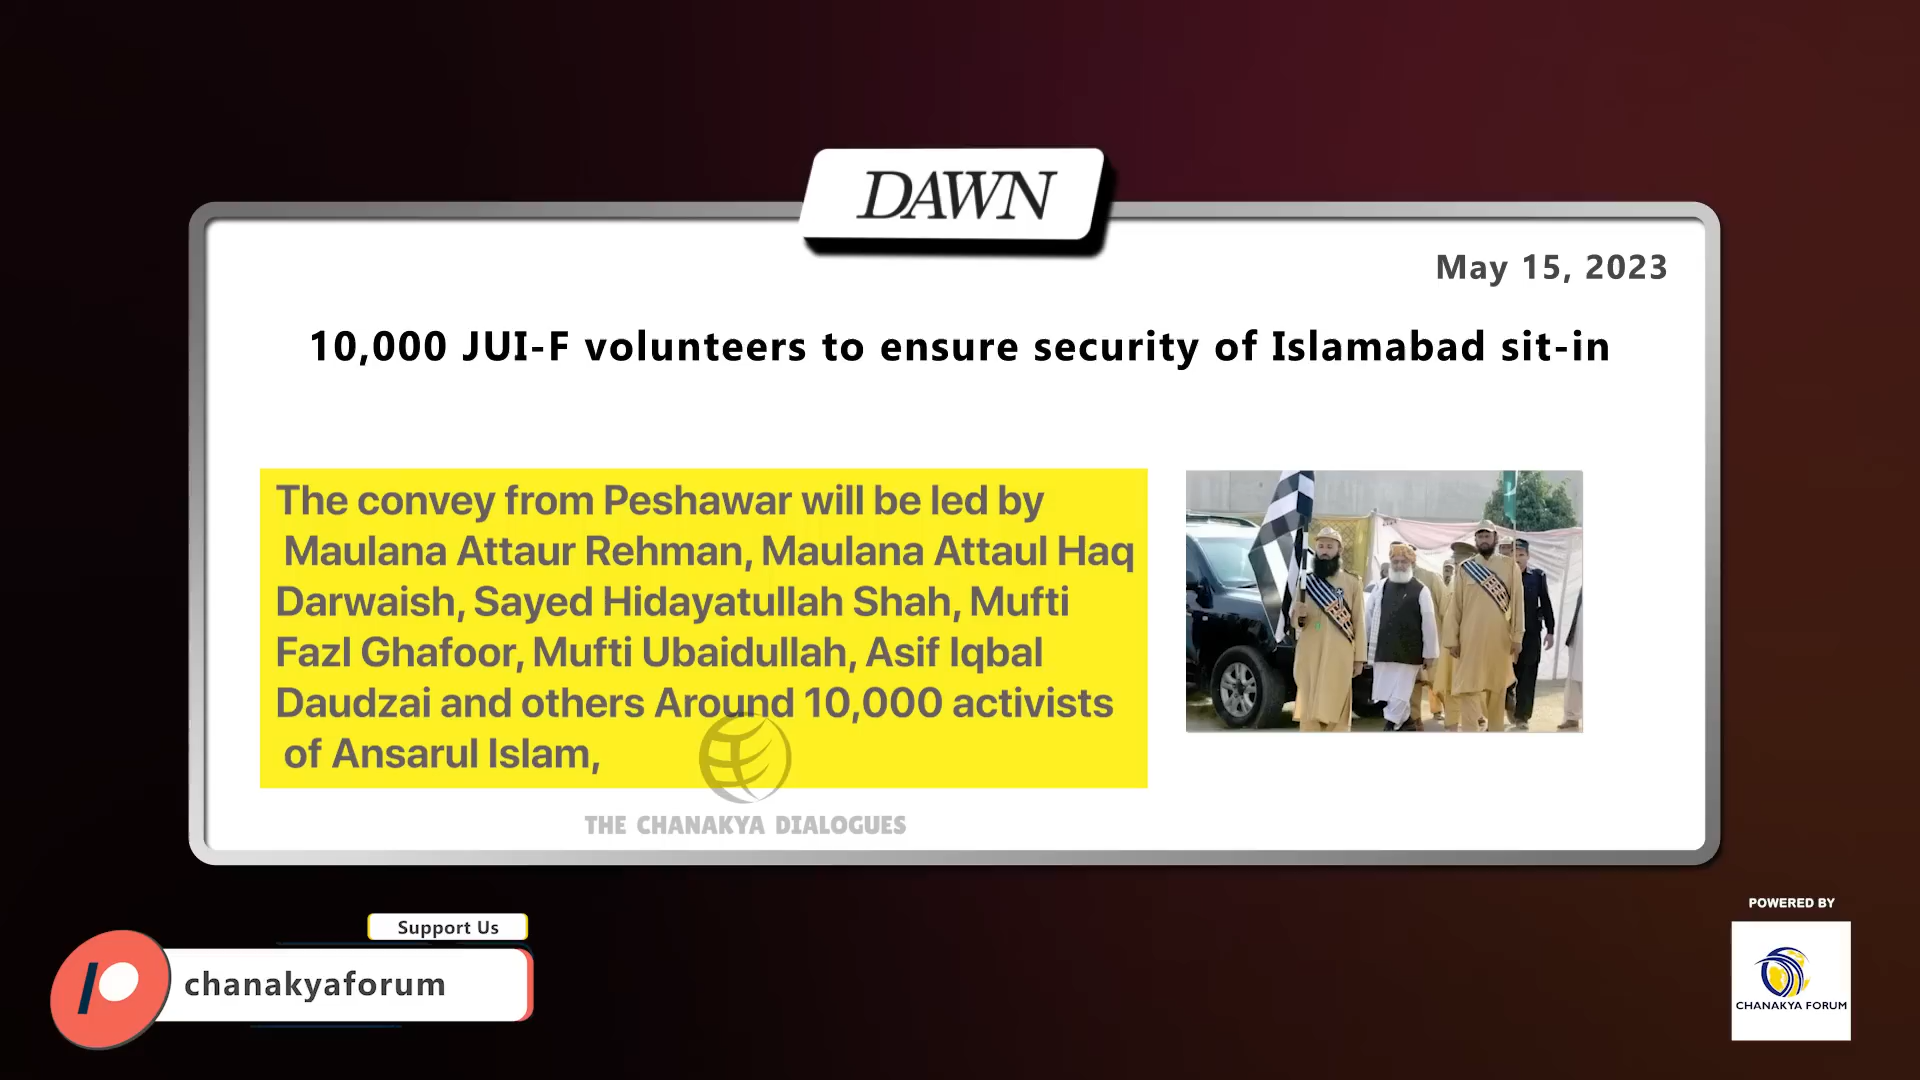 DAWN
May 15, 2023
10,000 JUI-F volunteers to ensure security of Islamabad sit-in
The convey from Peshawar will be led by
Maulana Attaur Rehman, Maulana Attaul Haq
Darwaish, Sayed Hidayatullah Shah, Mufti
Fazl Ghafoor, Mufti Ubaidullah, Asif Iqbal
Daudzai and others Around 10,000 activists
of Ansarul Islam,
THE CHANAKYA DIALOGUES
Support Us
chanakyaforum
POWERED BY
CHANAKYA FORUM